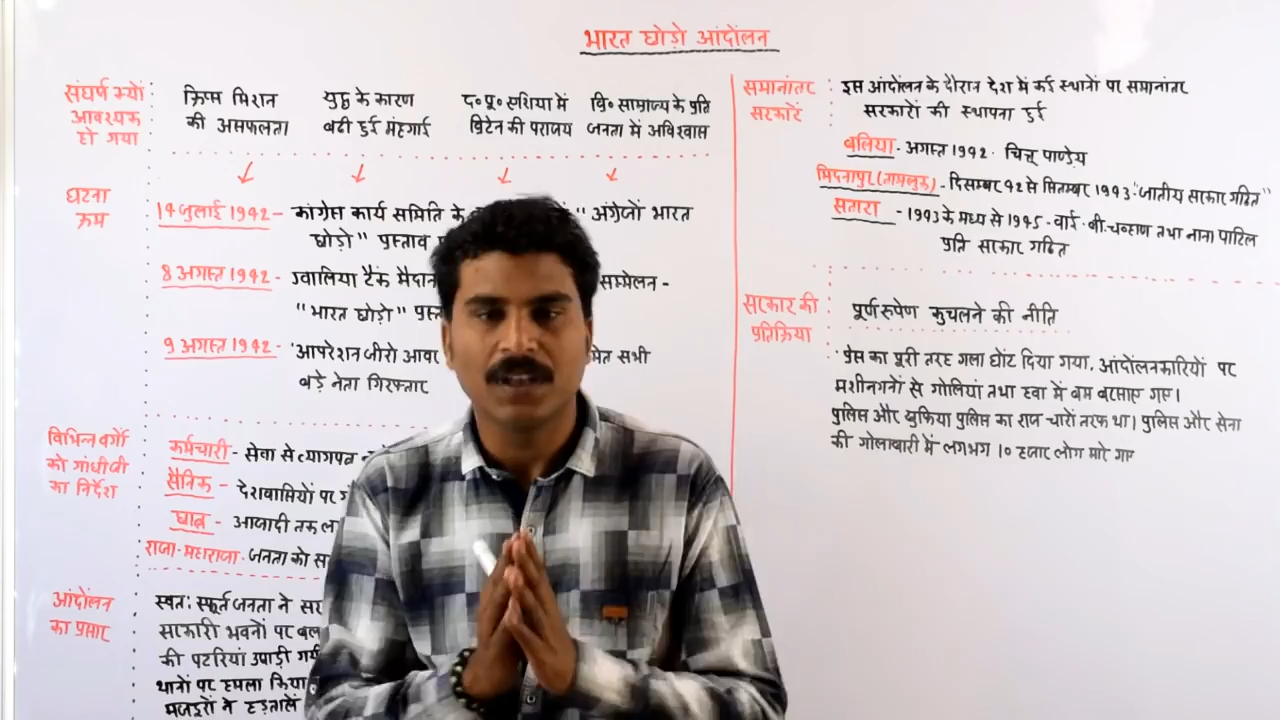 भारत छोड़ो आंदोलन
संघर्ष क्यों
आवश्यक
हो गया
क्रिप्स मिशन
की असफलता
युद्ध के कारण
बढी हुई मंहगाई
द॰ पू॰ एशिया में
ब्रिटेन की पराजय
ब्रि॰ साम्राज्य के प्रति
जनता में अविश्वास
घटना
क्रम
14 जुलाई 1942 - कांग्रेस कार्य समिति के " अंग्रेजों भारत
छोड़ो" प्रस्ताव
8 अगस्त 1942 - ग्वालिया टैंक मैदान सम्मेलन -
"भारत छोड़ो"
9 अगस्त 1942 - 'आपरेशन जीरो सभी
बड़े नेता गिरफ्तार
विभिन्न वर्गो
को गांधीजी
का निर्देश
कर्मचारी - सेवा से त्यागपत्र
सैनिक - देशवासियों पर
छात्र - आजादी तक
राजा - महाराजा - जनता को
आंदोलन
का प्रसार
स्वत: स्फूर्त जनता ने
सरकारी भवनों पर
की पटरियां उपाड़ी
थानों पर हमला किया
मजदूरों ने हड़तालें
समानांतर
सरकारें
इस आंदोलन के दौरान देश में कई स्थानों पर समानांतर
सरकारों की स्थापना हुई
बलिया - अगस्त 1942 - चित्तू पाण्डेय
मिदनापुर (तामलुक) - दिसम्बर 42 से सितम्बर 1943 "जातीय सरकार गठित"
सतारा - 1943 के मध्य से 1945 - वाई. बी. चव्हाण तथा नाना पाटिल
प्रति सरकार गठित
सरकार की
प्रतिक्रिया
पूर्णरुपेण कुचलने की नीति
प्रेस का पूरी तरह गला घोंट दिया गया, आंदोलनकारियों पर
मशीनगनों से गोलियां तथा हवा में बम बरसाए गए।
पुलिस और खुफिया पुलिस का राज चारों तरफ था। पुलिस और सेना
की गोलाबारी में लगभग 10 हजार लोग मारे गए